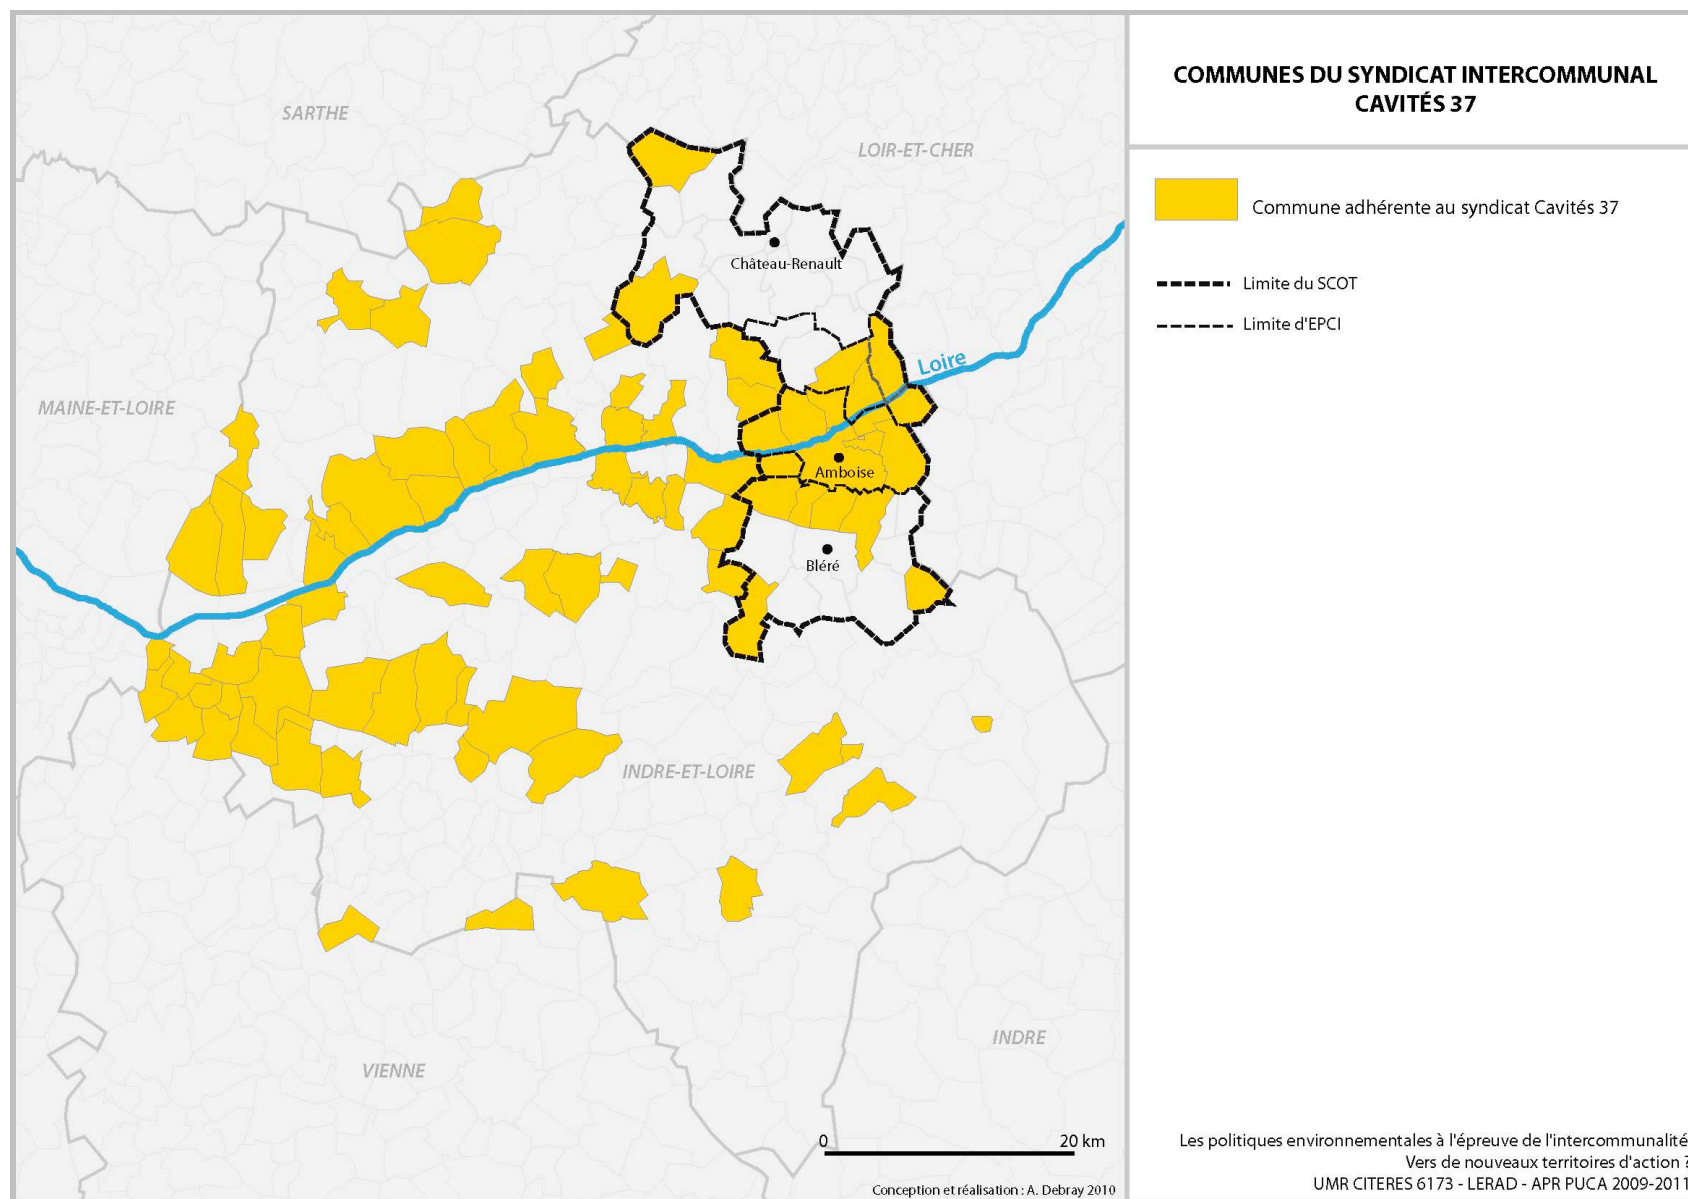 COMMUNES DU SYNDICAT INTERCOMMUNAL
CAVITÉS 37
Commune adhérente au syndicat Cavités 37
Limite du SCOT
Limite d'EPCI
SARTHE
LOIR-ET-CHER
Château-Renault
Loire
MAINE-ET-LOIRE
Amboise
Bléré
INDRE-ET-LOIRE
INDRE
VIENNE
0 20 km
Conception et réalisation : A. Debray 2010
Les politiques environnementales à l'épreuve de l'intercommunalité
Vers de nouveaux territoires d'action ?
UMR CITERES 6173 - LERAD - APR PUCA 2009-2011